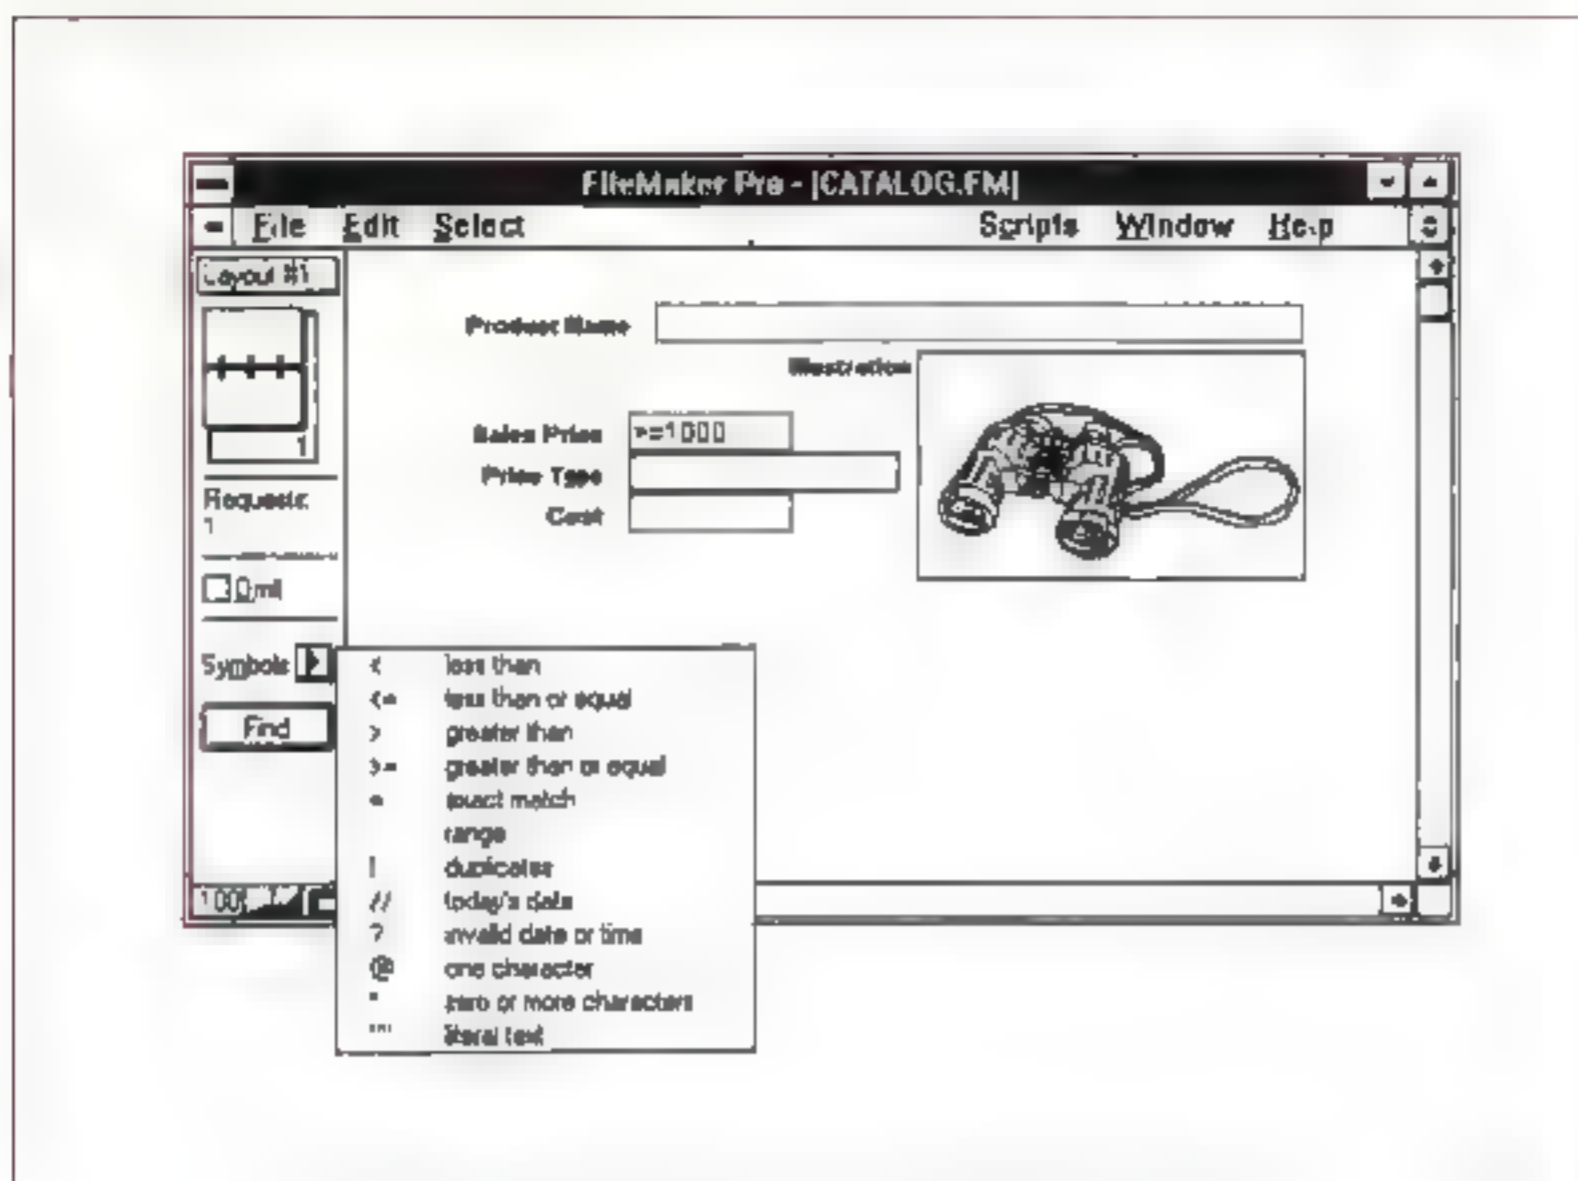 FileMaker Pro - [CATALOG.FM]
File Edit Select Scripts Window Help
Layout #1
Product Name
Illustration
1
Sales Price >=1000
Price Type
Cost
Requests:
1
Omit
Symbols
Find
< less than
<= less than or equal
> greater than
>= greater than or equal
= exact match
range
! duplicates
// today's date
? invalid date or time
@ one character
* zero or more characters
"" literal text
100